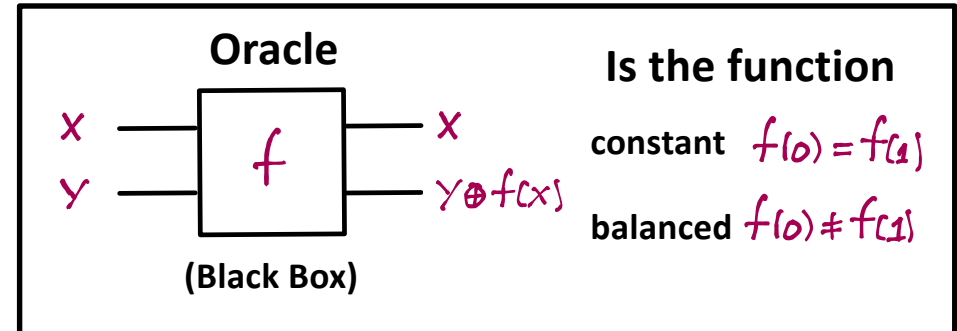 Oracle
x
y
f
x
y⊕f(x)
(Black Box)
Is the function
constant f(0) = f(1)
balanced f(0) ≠ f(1)